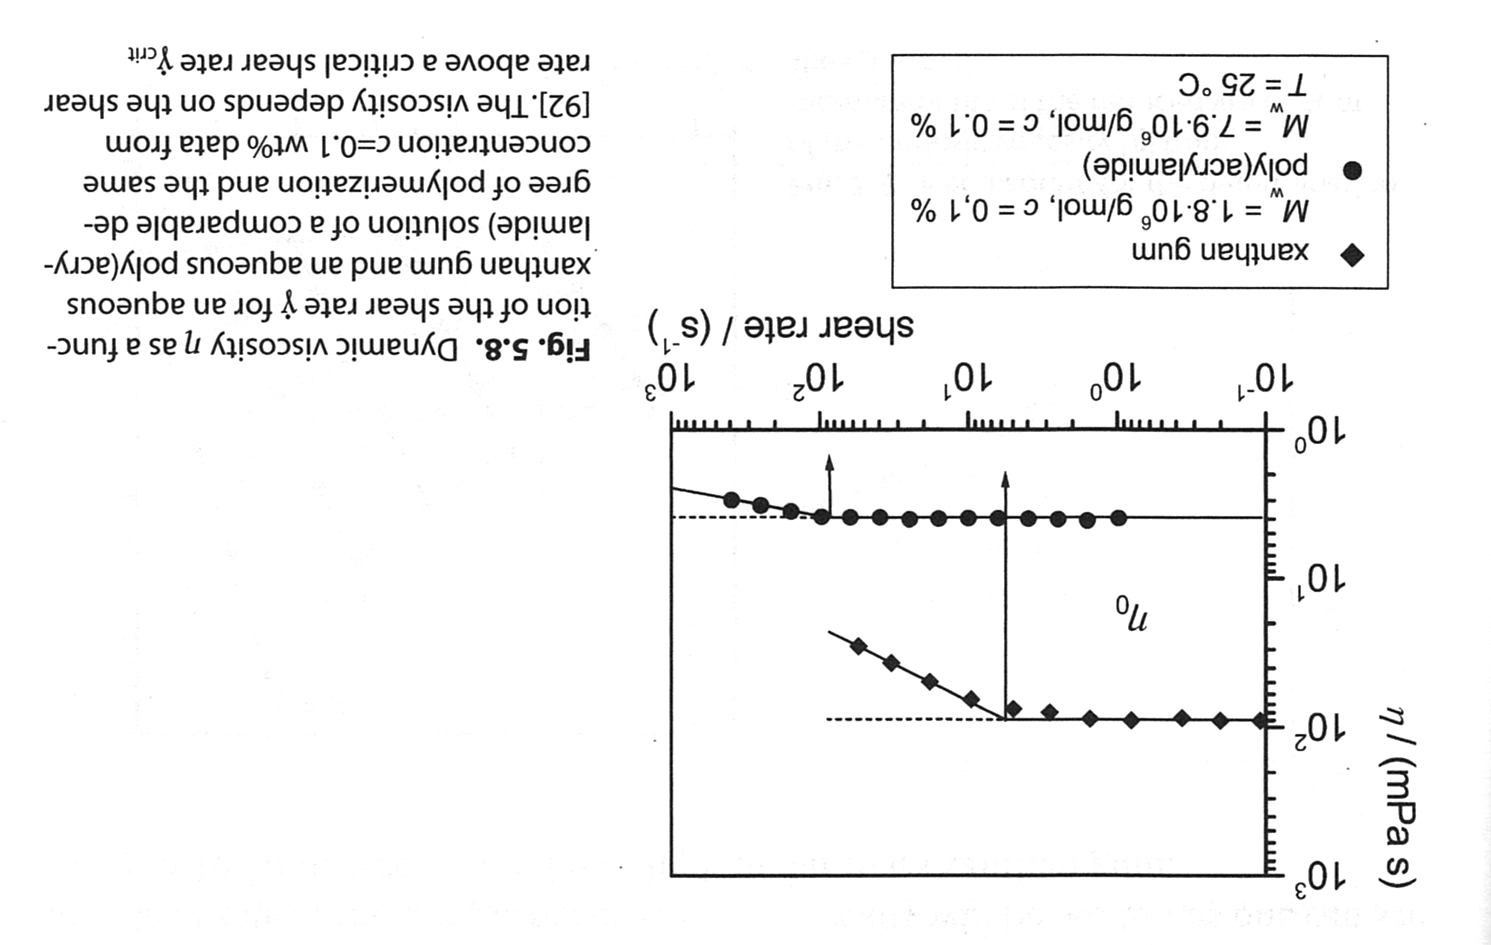 η / (mPa s)
10³
10²
10¹
10⁰
η₀
10⁻¹
10⁰
10¹
10²
10³
shear rate / (s⁻¹)
xanthan gum
M_w = 1.8·10⁶ g/mol, c = 0,1 %
poly(acrylamide)
M_w = 7.9·10⁶ g/mol, c = 0.1 %
T = 25 °C
Fig. 5.8. Dynamic viscosity η as a func-
tion of the shear rate γ̇ for an aqueous
xanthan gum and an aqueous poly(acry-
lamide) solution of a comparable de-
gree of polymerization and the same
concentration c=0.1 wt% data from
[92]. The viscosity depends on the shear
rate above a critical shear rate γ̇crit